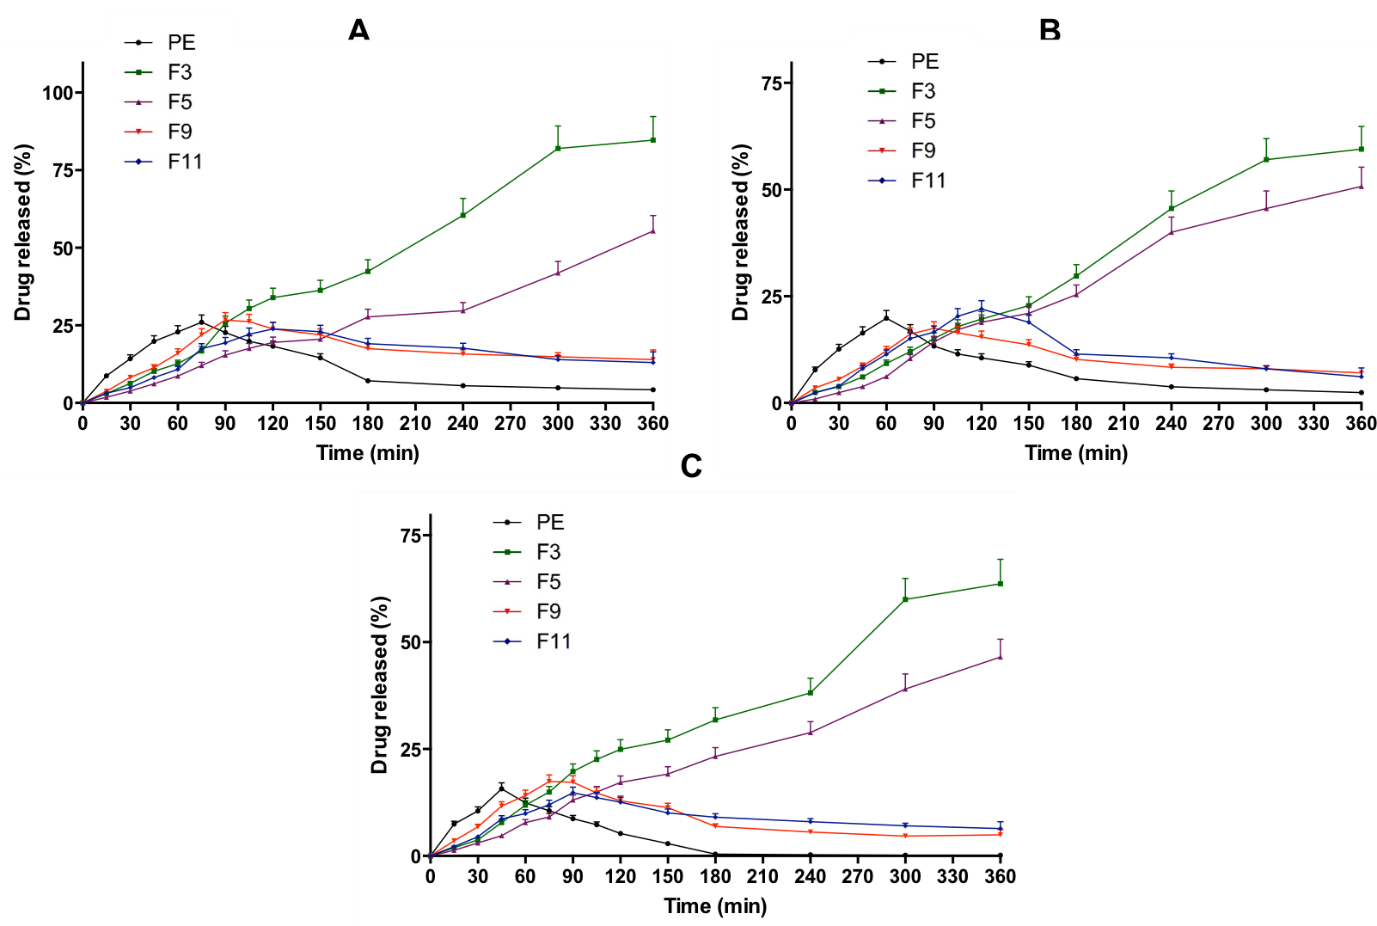 A
PE
F3
F5
F9
F11
100
75
50
25
0
Drug released (%)
0 30 60 90 120 150 180 210 240 270 300 330 360
Time (min)
B
PE
F3
F5
F9
F11
75
50
25
0
Drug released (%)
0 30 60 90 120 150 180 210 240 270 300 330 360
Time (min)
C
PE
F3
F5
F9
F11
75
50
25
0
Drug released (%)
0 30 60 90 120 150 180 210 240 270 300 330 360
Time (min)